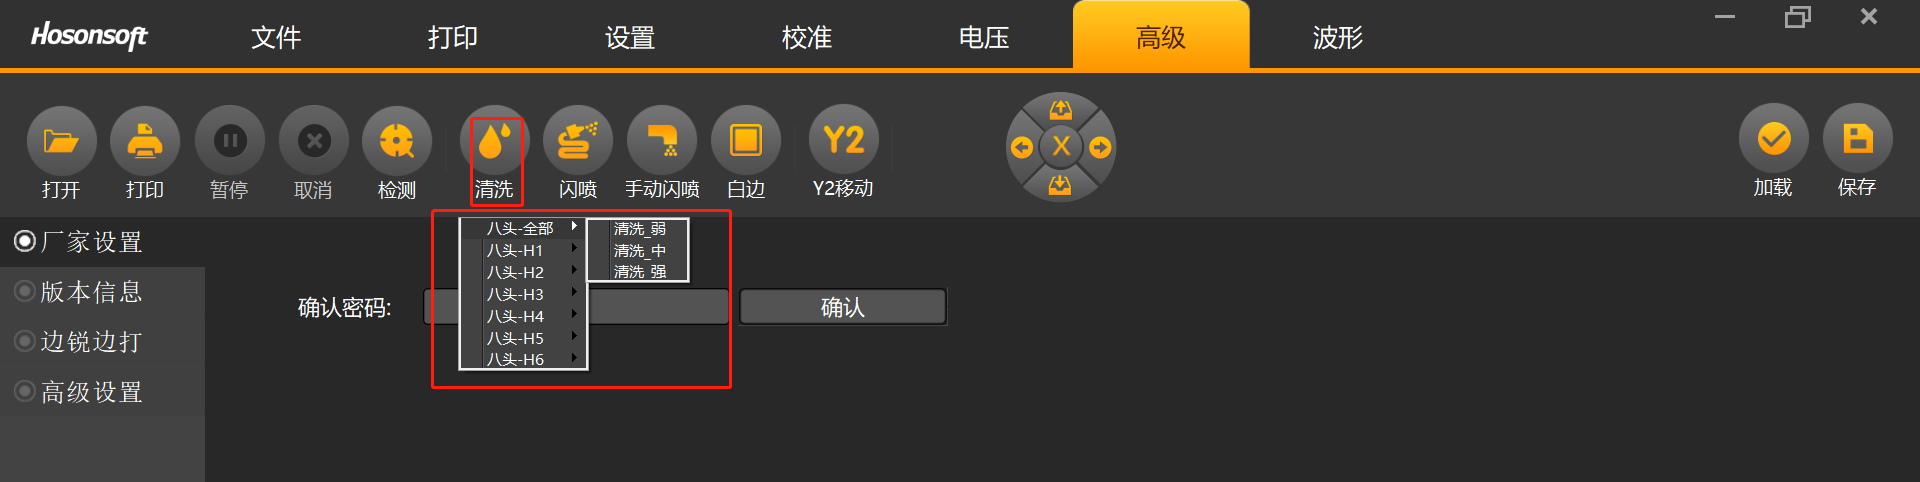 Hosonsoft 文件 打印 设置 校准 电压 高级 波形
Y2
X
打开 打印 暂停 取消 检测 清洗 闪喷 手动闪喷 白边 Y2移动 加载 保存
厂家设置
版本信息
边锐边打
高级设置
八头-全部
八头-H1
八头-H2
八头-H3
八头-H4
八头-H5
八头-H6
清洗_弱
清洗_中
清洗_强
确认密码:
确认